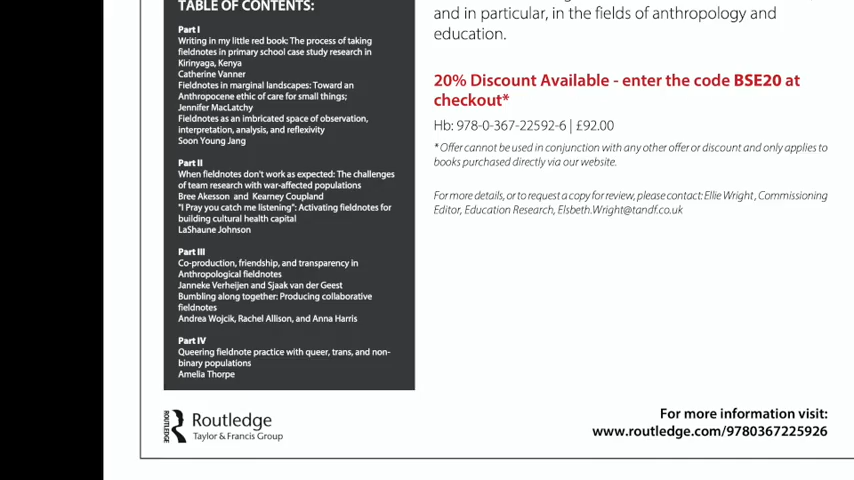 TABLE OF CONTENTS:
Part I
Writing in my little red book: The process of taking
fieldnotes in primary school case study research in
Kirinyaga, Kenya
Catherine Vanner
Fieldnotes in marginal landscapes: Toward an
Anthropocene ethic of care for small things;
Jennifer MacLatchy
Fieldnotes as an imbricated space of observation,
interpretation, analysis, and reflexivity
Soon Young Jang
Part II
When fieldnotes don't work as expected: The challenges
of team research with war-affected populations
Bree Akesson and Kearney Coupland
"I Pray you catch me listening": Activating fieldnotes for
building cultural health capital
LaShaune Johnson
Part III
Co-production, friendship, and transparency in
Anthropological fieldnotes
Janneke Verheijen and Sjaak van der Geest
Bumbling along together: Producing collaborative
fieldnotes
Andrea Wojcik, Rachel Allison, and Anna Harris
Part IV
Queering fieldnote practice with queer, trans, and non-
binary populations
Amelia Thorpe
and in particular, in the fields of anthropology and
education.
20% Discount Available - enter the code BSE20 at
checkout*
Hb: 978-0-367-22592-6 | £92.00
* Offer cannot be used in conjunction with any other offer or discount and only applies to
books purchased directly via our website.
For more details, or to request a copy for review, please contact: Ellie Wright, Commissioning
Editor, Education Research, Elsbeth.Wright@tandf.co.uk
ROUTLEDGE
Routledge
Taylor & Francis Group
For more information visit:
www.routledge.com/9780367225926